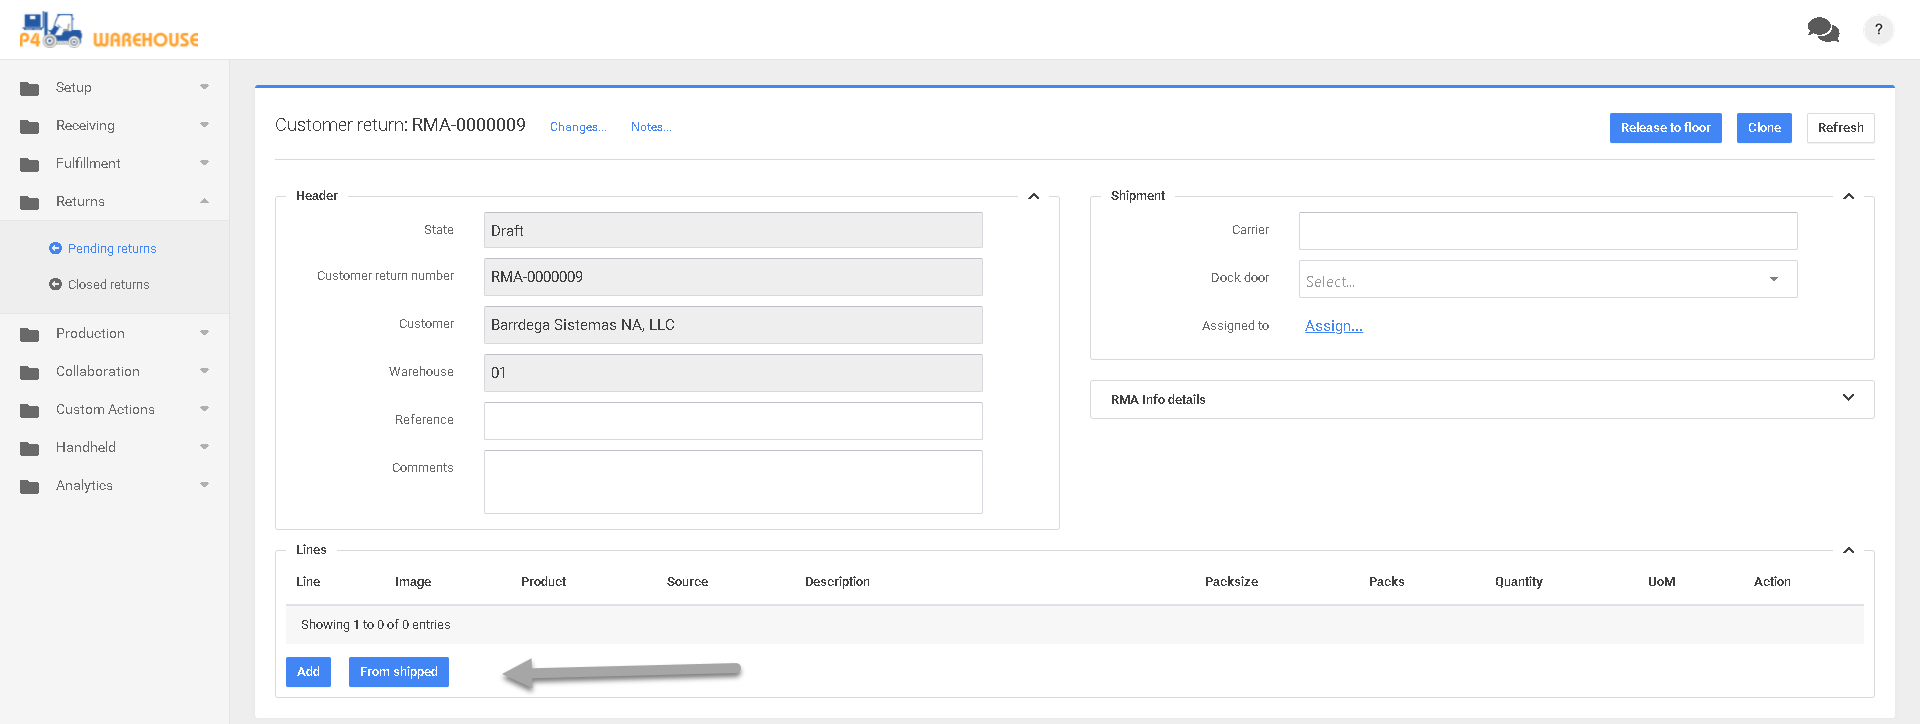 P4 WAREHOUSE
?
Setup
Receiving
Fulfillment
Returns
Pending returns
Closed returns
Production
Collaboration
Custom Actions
Handheld
Analytics
Customer return: RMA-0000009 Changes... Notes...
Release to floor Clone Refresh
Header
State Draft
Customer return number RMA-0000009
Customer Barrdega Sistemas NA, LLC
Warehouse 01
Reference
Comments
Shipment
Carrier
Dock door Select...
Assigned to Assign...
RMA Info details
Lines
Line Image Product Source Description Packsize Packs Quantity UoM Action
Showing 1 to 0 of 0 entries
Add From shipped